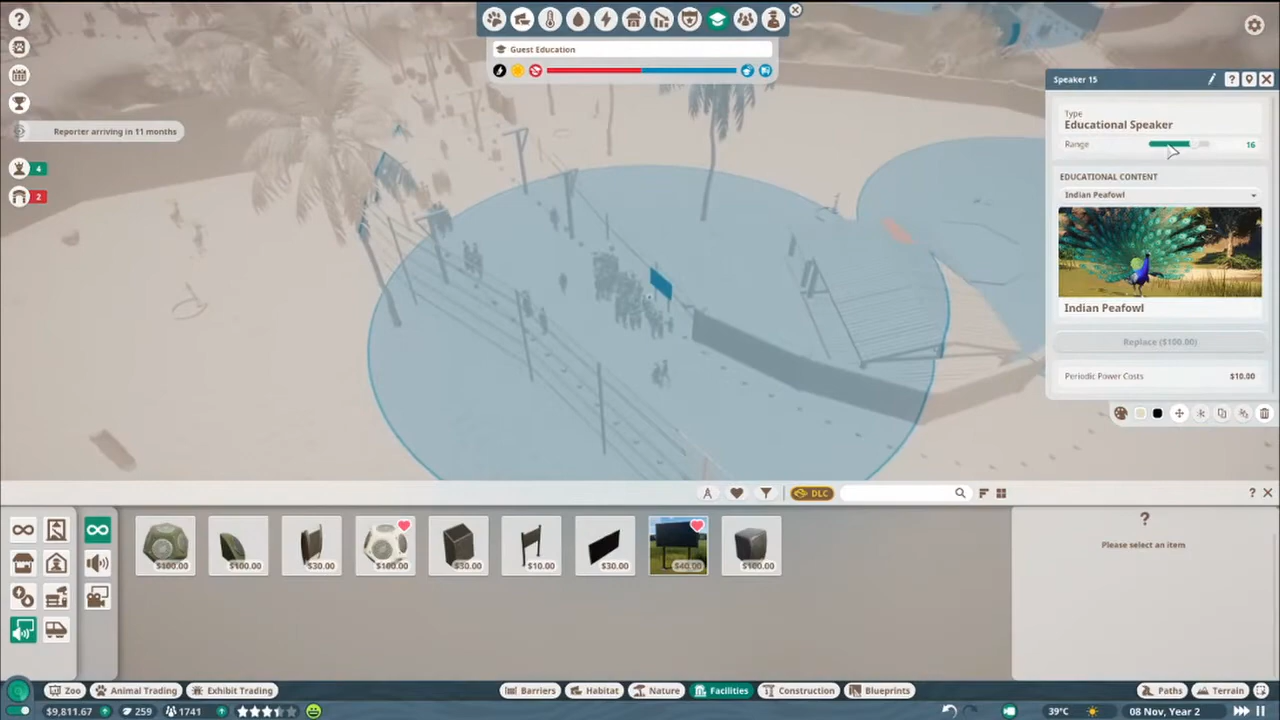 Guest Education
Reporter arriving in 11 months
4
2
Speaker 15
?
Type
Educational Speaker
Range
16
EDUCATIONAL CONTENT
Indian Peafowl
Indian Peafowl
Replace ($100.00)
Periodic Power Costs
$10.00
DLC
?
?
Please select an item
$100.00
$100.00
$30.00
$100.00
$30.00
$10.00
$30.00
$40.00
$100.00
Zoo
Animal Trading
Exhibit Trading
Barriers
Habitat
Nature
Facilities
Construction
Blueprints
Paths
Terrain
$9,811.67
259
1741
39°C
08 Nov, Year 2